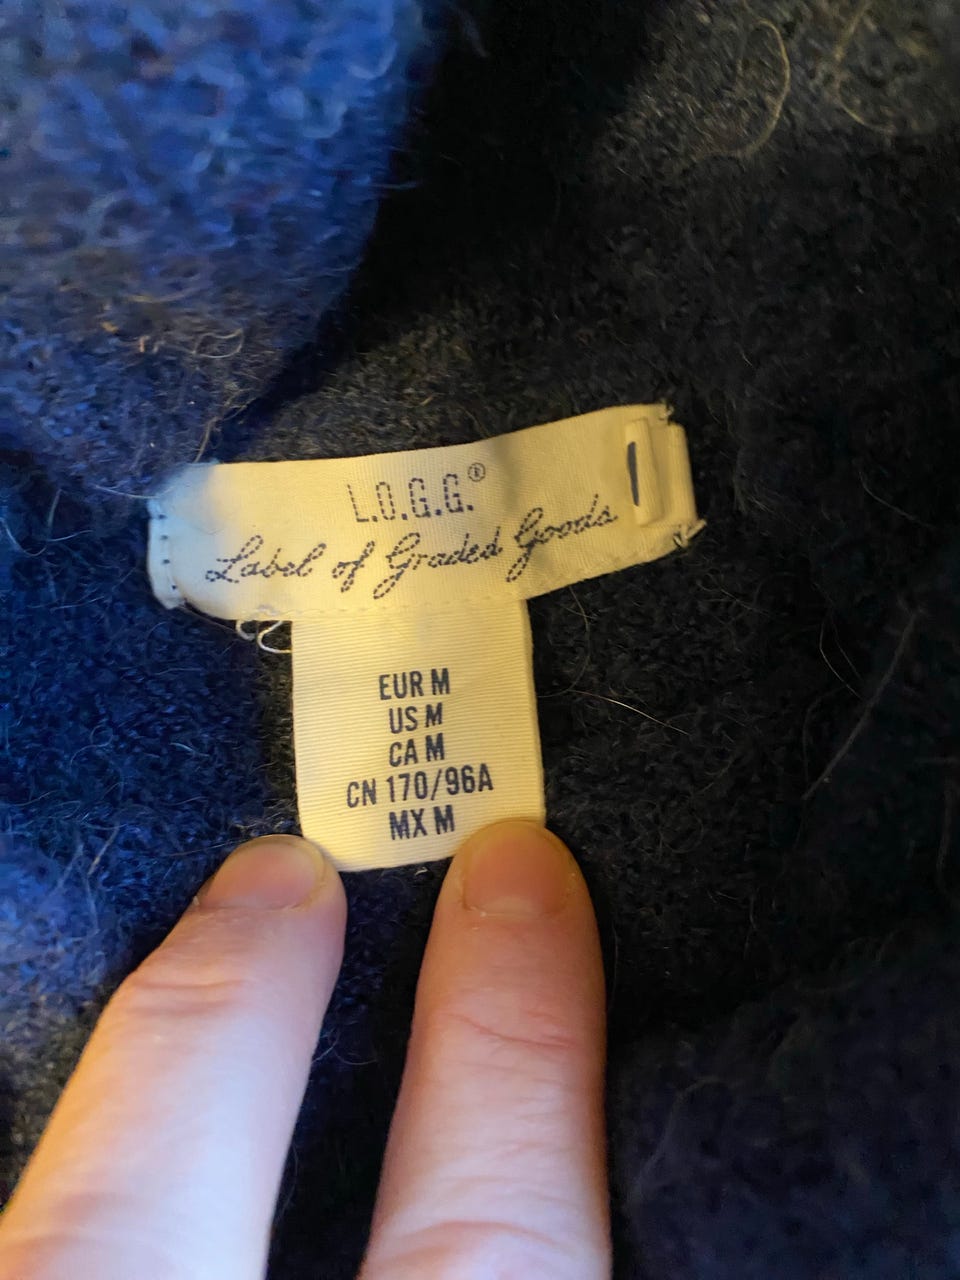 L.O.G.G.®
Label of Graded Goods
EUR M
US M
CA M
CN 170/96A
MX M